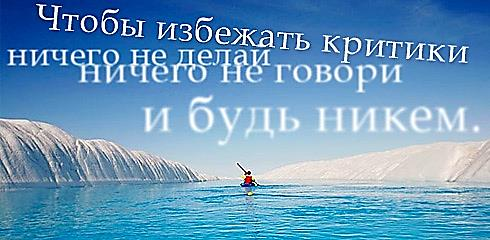 Чтобы избежать критики
ничего не делай
ничего не говори
и будь никем.